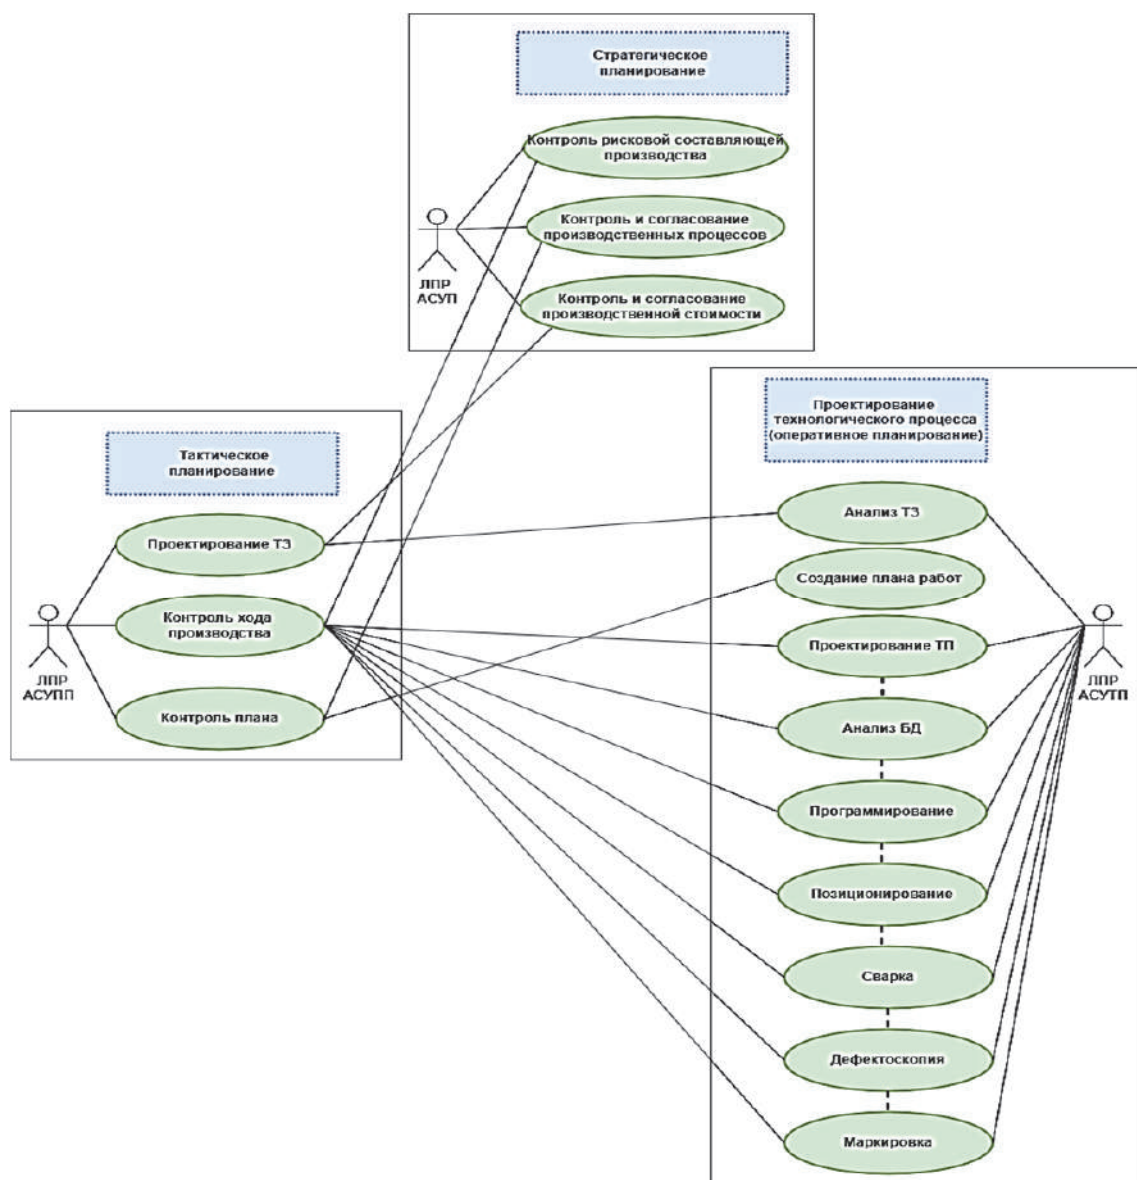 Стратегическое
планирование
Контроль рисковой составляющей
производства
Контроль и согласование
производственных процессов
ЛПР
АСУП
Контроль и согласование
производственной стоимости
Тактическое
планирование
Проектирование ТЗ
Контроль хода
производства
ЛПР
АСУПП
Контроль плана
Проектирование
технологического процесса
(оперативное планирование)
Анализ ТЗ
Создание плана работ
Проектирование ТП
ЛПР
АСУТП
Анализ БД
Программирование
Позиционирование
Сварка
Дефектоскопия
Маркировка